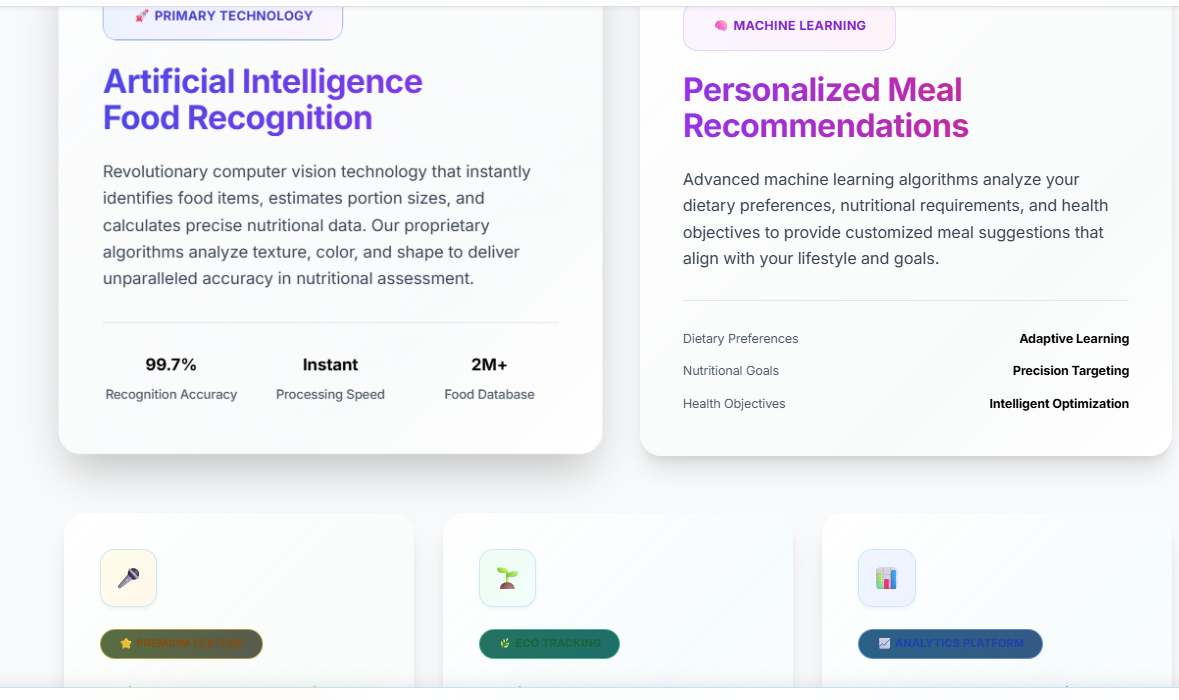 PRIMARY TECHNOLOGY
Artificial Intelligence
Food Recognition
Revolutionary computer vision technology that instantly
identifies food items, estimates portion sizes, and
calculates precise nutritional data. Our proprietary
algorithms analyze texture, color, and shape to deliver
unparalleled accuracy in nutritional assessment.
99.7% Instant 2M+
Recognition Accuracy Processing Speed Food Database
MACHINE LEARNING
Personalized Meal
Recommendations
Advanced machine learning algorithms analyze your
dietary preferences, nutritional requirements, and health
objectives to provide customized meal suggestions that
align with your lifestyle and goals.
Dietary Preferences Adaptive Learning
Nutritional Goals Precision Targeting
Health Objectives Intelligent Optimization
PREMIUM FEATURE
ECO TRACKING
ANALYTICS PLATFORM